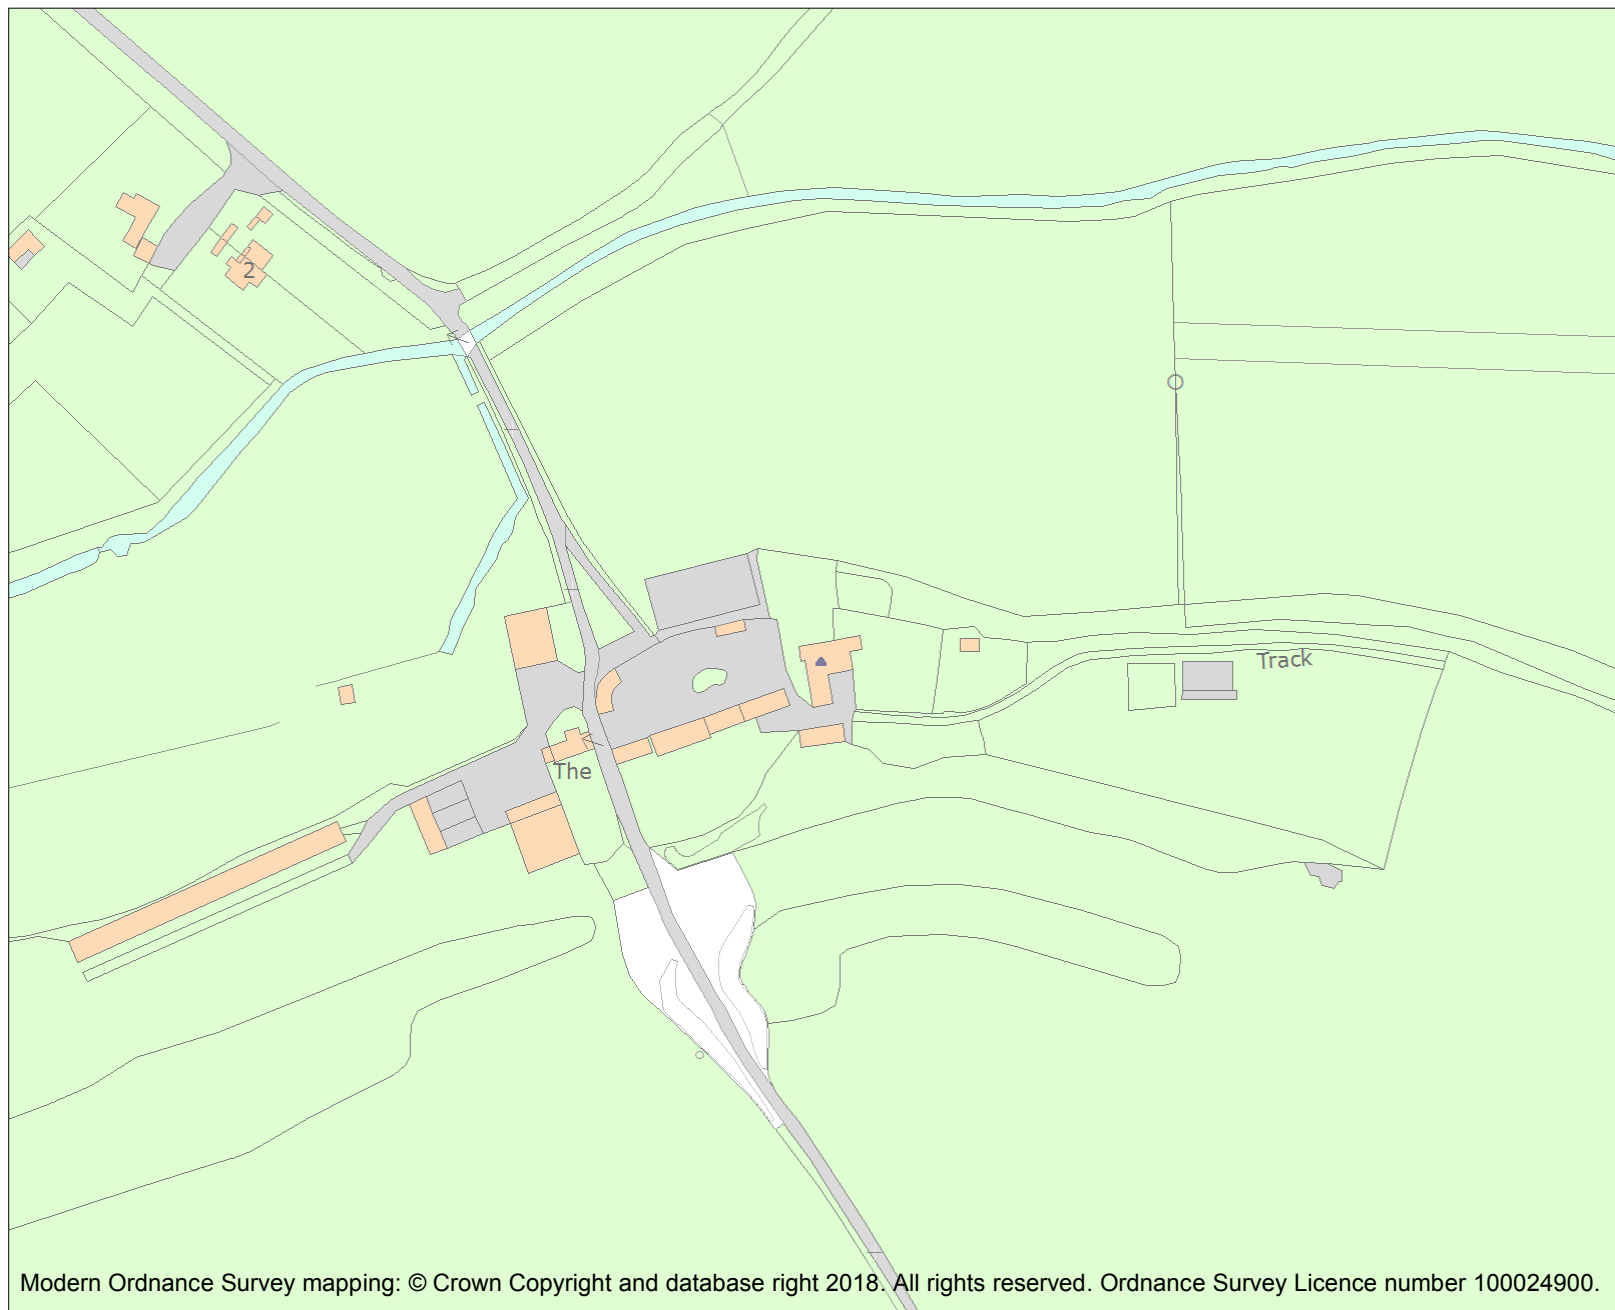 2
Track
The
Modern Ordnance Survey mapping: © Crown Copyright and database right 2018. All rights reserved. Ordnance Survey Licence number 100024900.